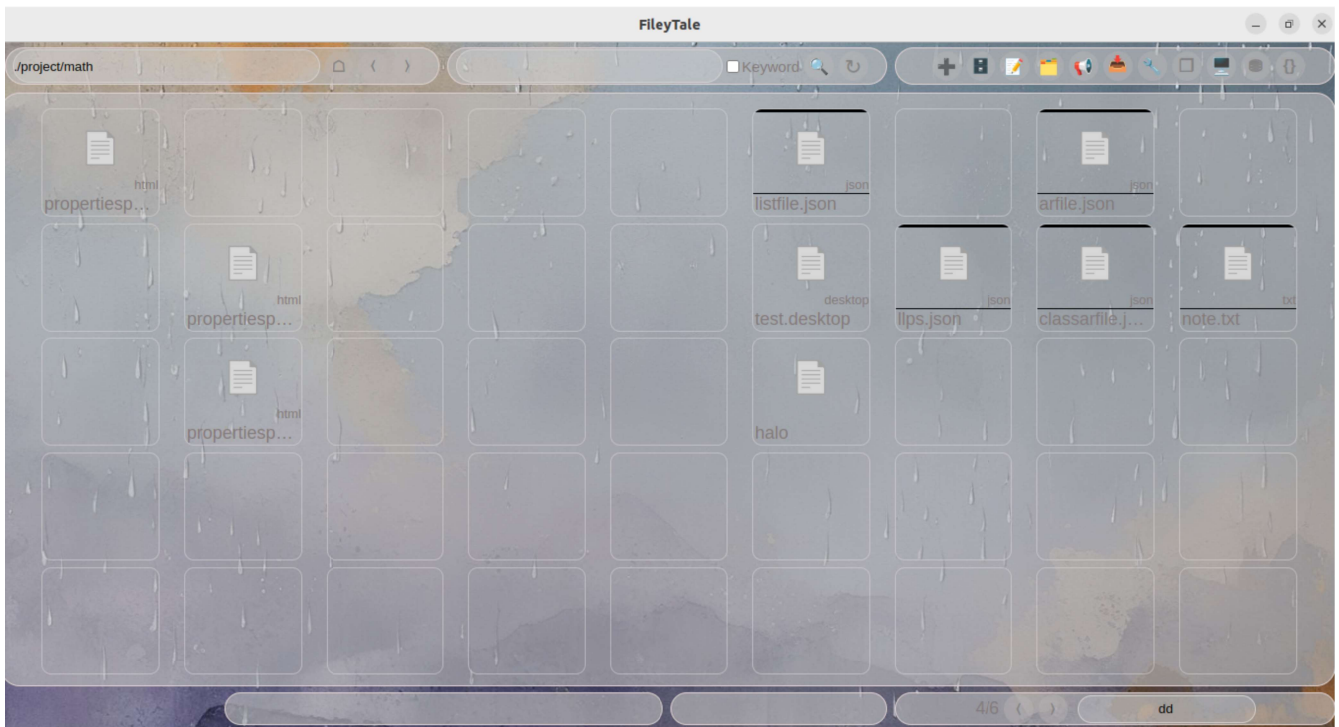 FileyTale
./project/math
Keyword
html
propertiesp...
json
listfile.json
json
arfile.json
html
propertiesp...
desktop
test.desktop
json
llps.json
json
classarfile.j...
txt
note.txt
html
propertiesp...
halo
4/6
dd